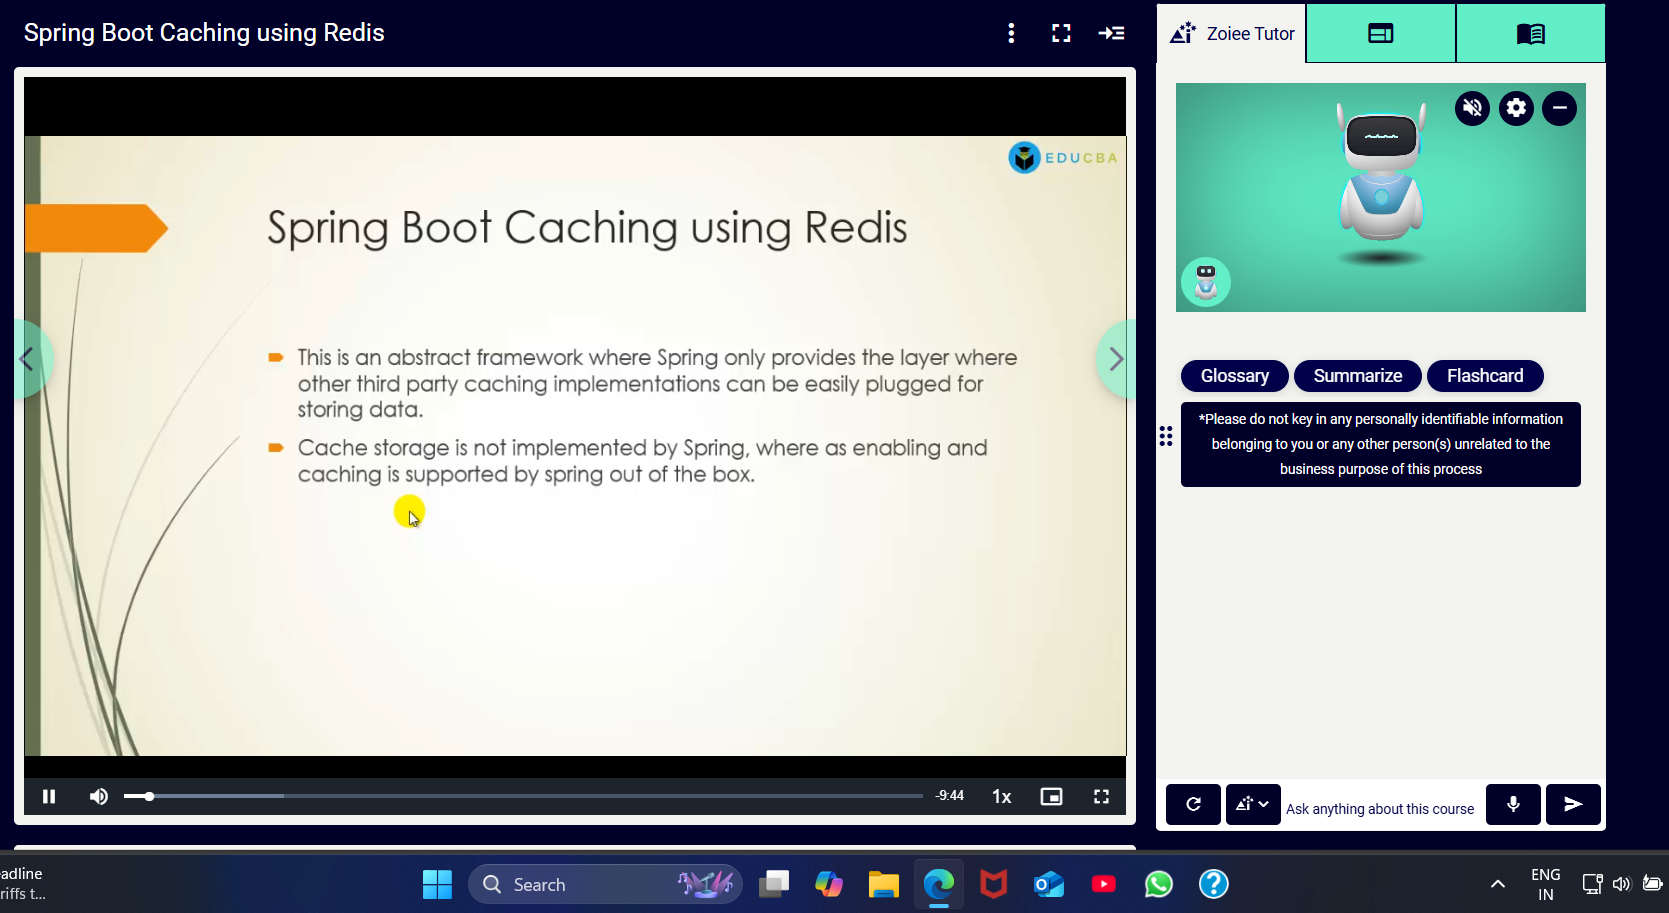 Spring Boot Caching using Redis
Zoiee Tutor
EDUCBA
Spring Boot Caching using Redis
This is an abstract framework where Spring only provides the layer where
other third party caching implementations can be easily plugged for
storing data.
Cache storage is not implemented by Spring, where as enabling and
caching is supported by spring out of the box.
-9:44
1x
Glossary
Summarize
Flashcard
*Please do not key in any personally identifiable information
belonging to you or any other person(s) unrelated to the
business purpose of this process
Ask anything about this course
adline
riffs t...
Search
ENG
IN